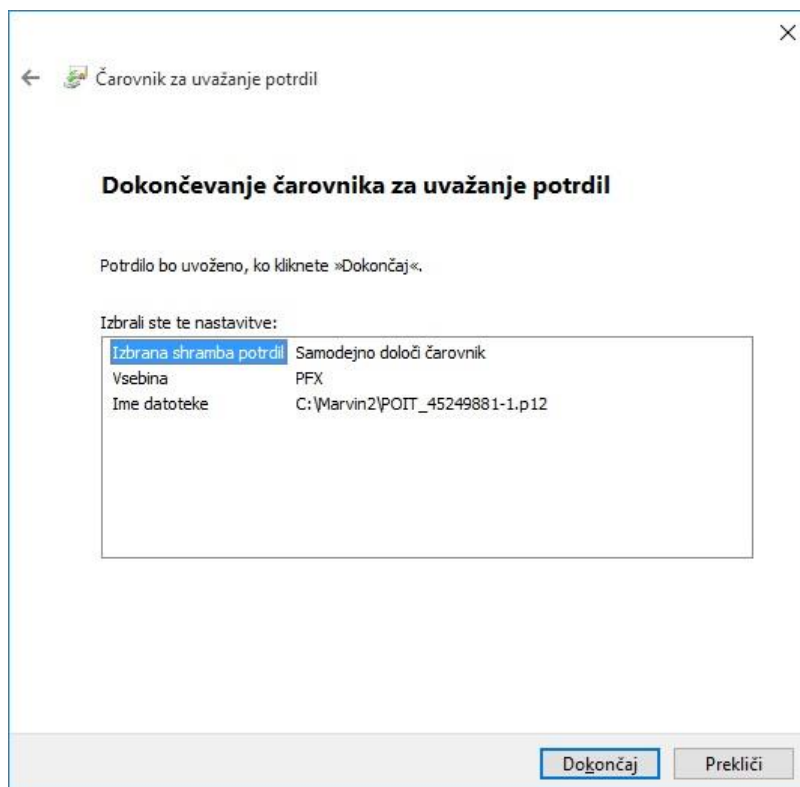 Čarovnik za uvažanje potrdil
Dokončevanje čarovnika za uvažanje potrdil
Potrdilo bo uvoženo, ko kliknete »Dokončaj«.
Izbrali ste te nastavitve:
Izbrana shramba potrdil Samodejno določi čarovnik
Vsebina PFX
Ime datoteke C:\Marvin2\POIT_45249881-1.p12
Dokončaj Prekliči